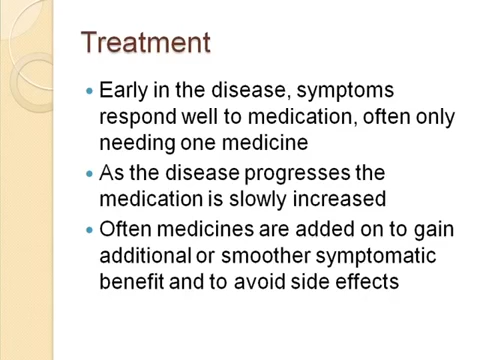 Treatment
Early in the disease, symptoms
respond well to medication, often only
needing one medicine
As the disease progresses the
medication is slowly increased
Often medicines are added on to gain
additional or smoother symptomatic
benefit and to avoid side effects